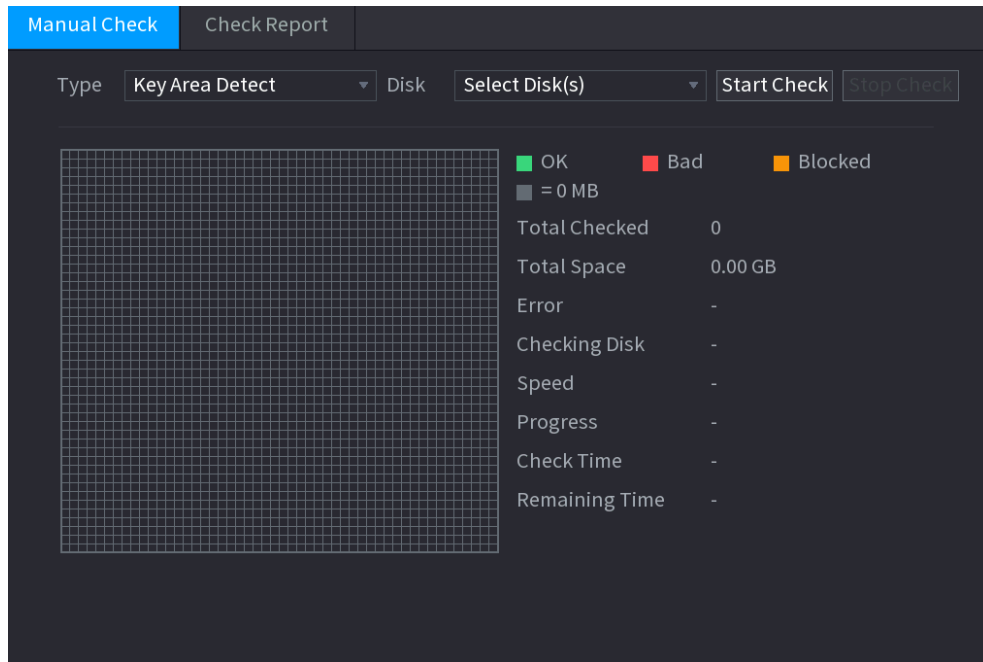 Manual Check Check Report
Type Key Area Detect Disk Select Disk(s) Start Check Stop Check
OK Bad Blocked
= 0 MB
Total Checked 0
Total Space 0.00 GB
Error -
Checking Disk -
Speed -
Progress -
Check Time -
Remaining Time -